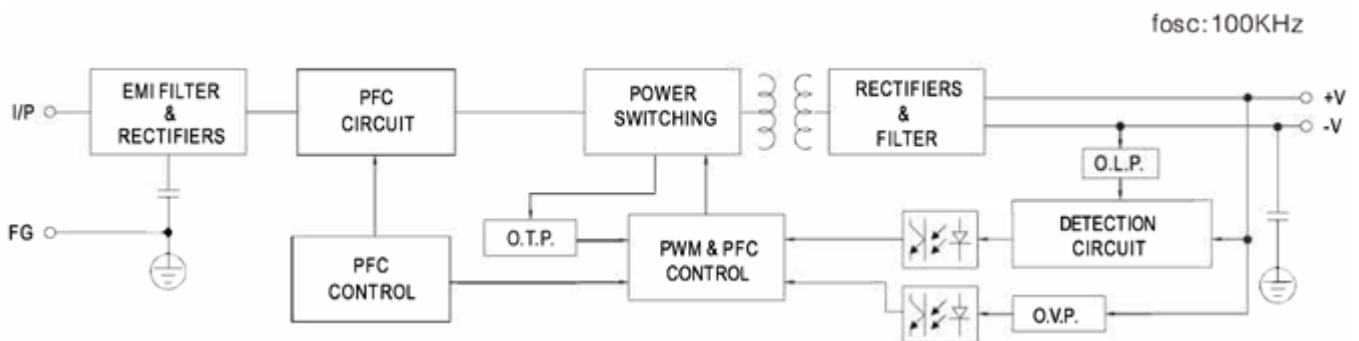 fosc:100KHz
I/P
EMI FILTER
&
RECTIFIERS
PFC
CIRCUIT
POWER
SWITCHING
RECTIFIERS
&
FILTER
+V
-V
O.L.P.
FG
O.T.P.
PFC
CONTROL
PWM & PFC
CONTROL
DETECTION
CIRCUIT
O.V.P.